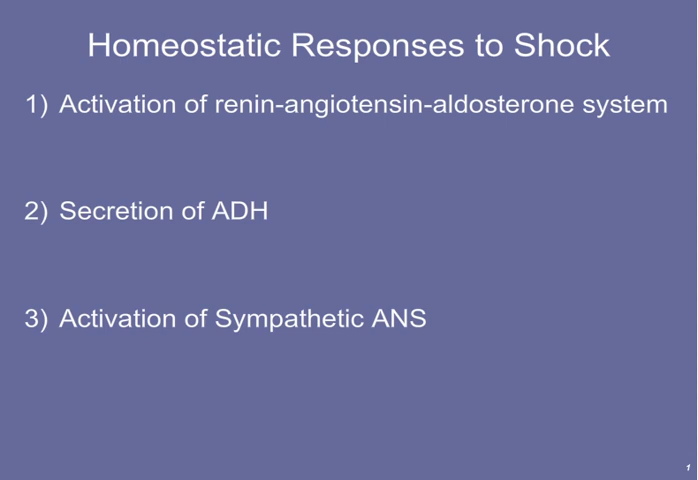 Homeostatic Responses to Shock
1) Activation of renin-angiotensin-aldosterone system
2) Secretion of ADH
3) Activation of Sympathetic ANS
1